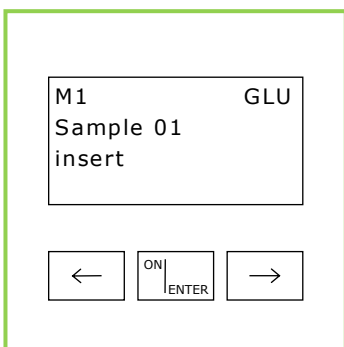 M1 GLU
Sample 01
insert
← ON ENTER →